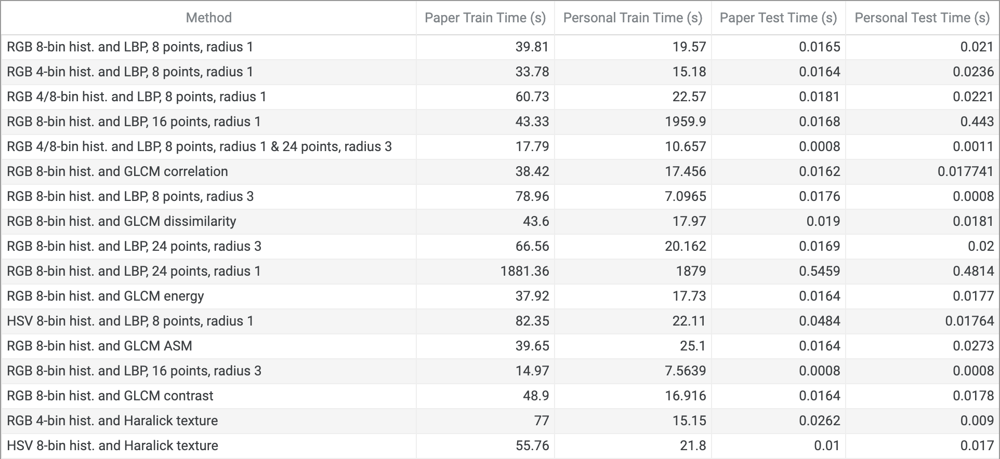 Method Paper Train Time (s) Personal Train Time (s) Paper Test Time (s) Personal Test Time (s)
RGB 8-bin hist. and LBP, 8 points, radius 1 39.81 19.57 0.0165 0.021
RGB 4-bin hist. and LBP, 8 points, radius 1 33.78 15.18 0.0164 0.0236
RGB 4/8-bin hist. and LBP, 8 points, radius 1 60.73 22.57 0.0181 0.0221
RGB 8-bin hist. and LBP, 16 points, radius 1 43.33 1959.9 0.0168 0.443
RGB 4/8-bin hist. and LBP, 8 points, radius 1 & 24 points, radius 3 17.79 10.657 0.0008 0.0011
RGB 8-bin hist. and GLCM correlation 38.42 17.456 0.0162 0.017741
RGB 8-bin hist. and LBP, 8 points, radius 3 78.96 7.0965 0.0176 0.0008
RGB 8-bin hist. and GLCM dissimilarity 43.6 17.97 0.019 0.0181
RGB 8-bin hist. and LBP, 24 points, radius 3 66.56 20.162 0.0169 0.02
RGB 8-bin hist. and LBP, 24 points, radius 1 1881.36 1879 0.5459 0.4814
RGB 8-bin hist. and GLCM energy 37.92 17.73 0.0164 0.0177
HSV 8-bin hist. and LBP, 8 points, radius 1 82.35 22.11 0.0484 0.01764
RGB 8-bin hist. and GLCM ASM 39.65 25.1 0.0164 0.0273
RGB 8-bin hist. and LBP, 16 points, radius 3 14.97 7.5639 0.0008 0.0008
RGB 8-bin hist. and GLCM contrast 48.9 16.916 0.0164 0.0178
RGB 4-bin hist. and Haralick texture 77 15.15 0.0262 0.009
HSV 8-bin hist. and Haralick texture 55.76 21.8 0.01 0.017